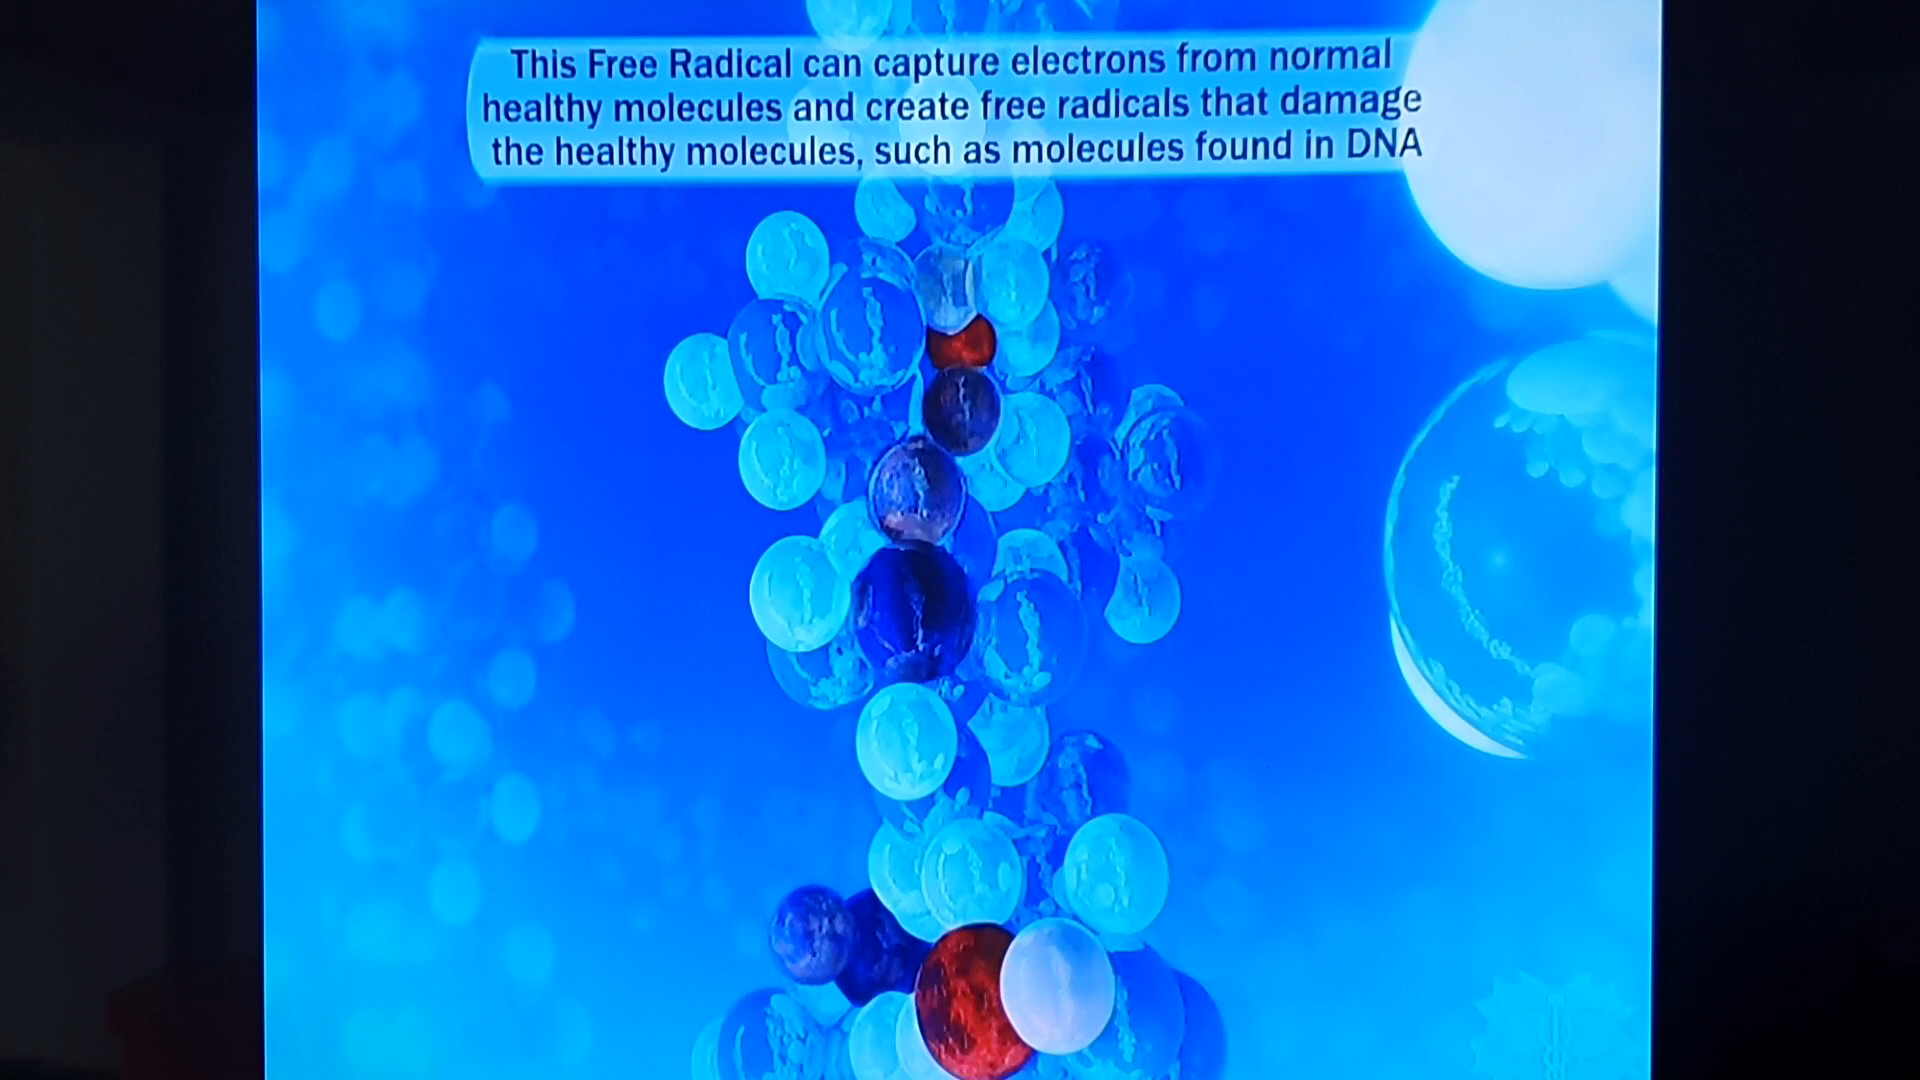 This Free Radical can capture electrons from normal
healthy molecules and create free radicals that damage
the healthy molecules, such as molecules found in DNA